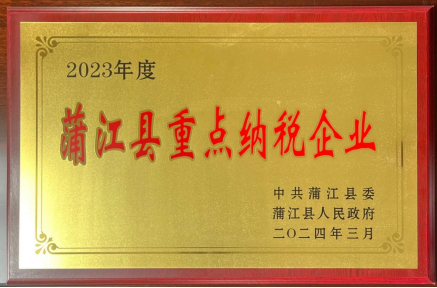 2023年度
蒲江县重点纳税企业
中共蒲江县委
蒲江县人民政府
二〇二四年三月